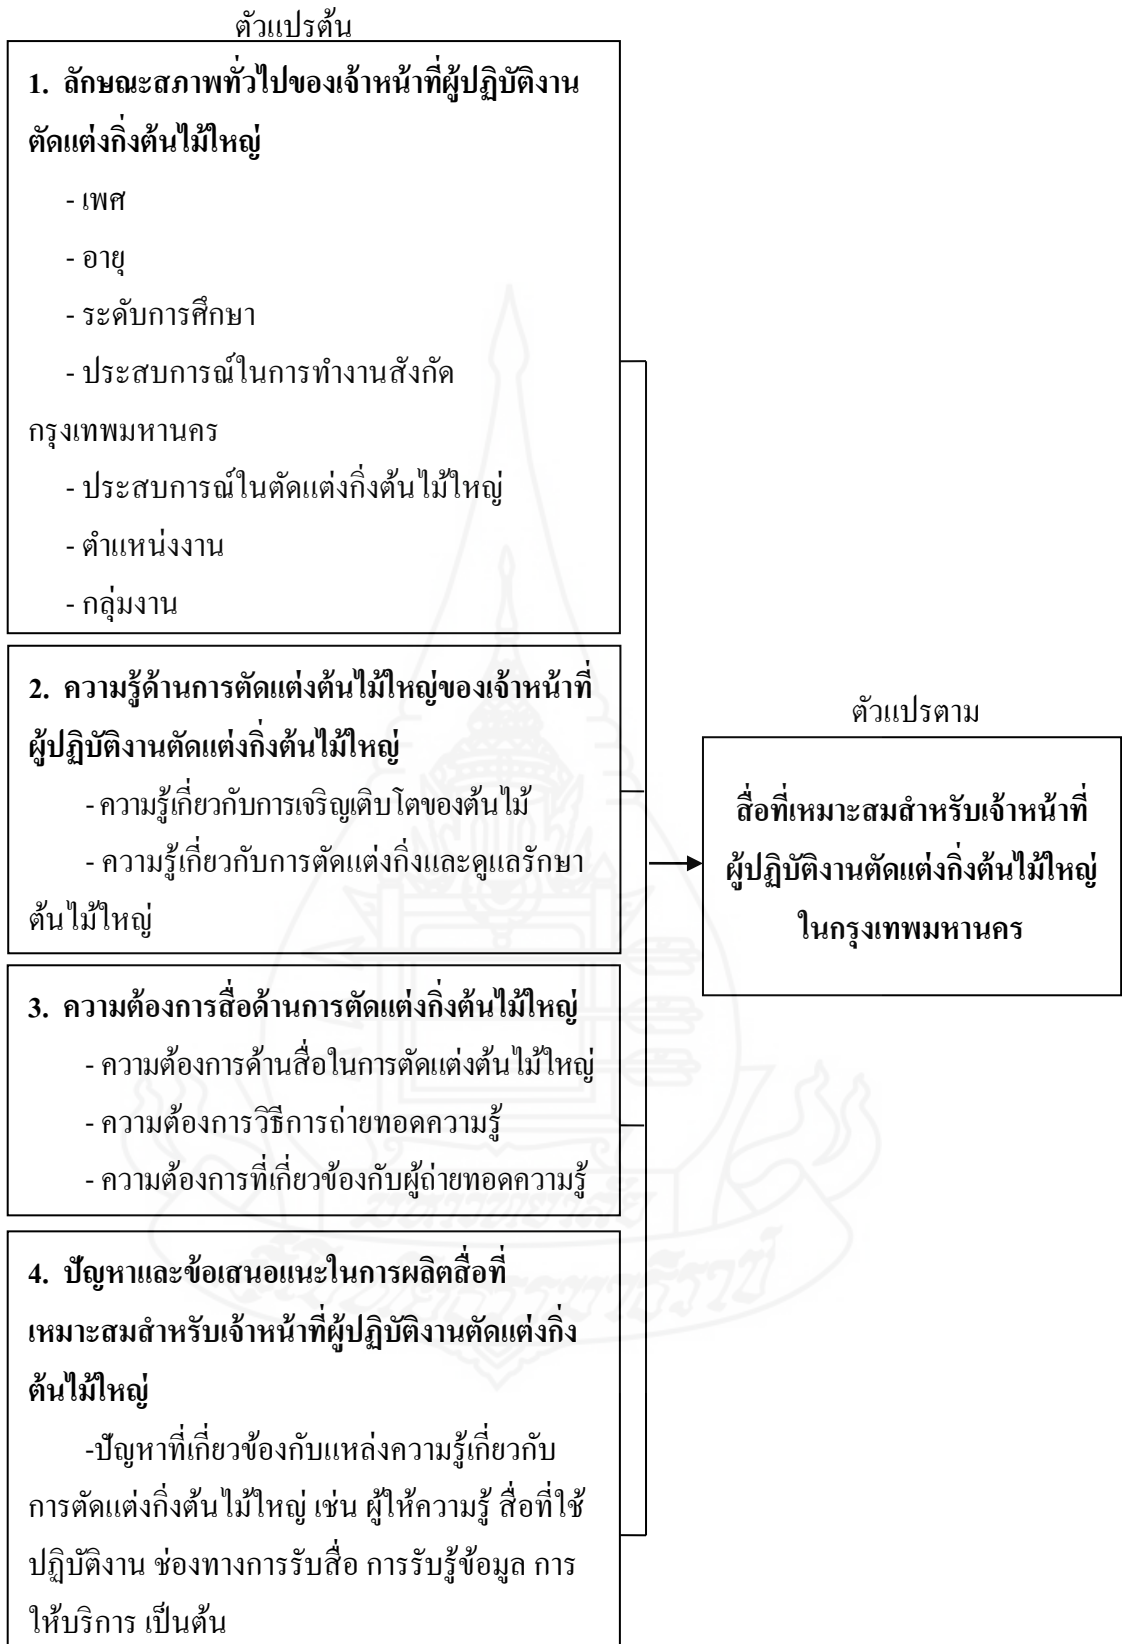 ตัวแปรต้น
1. ลักษณะสภาพทั่วไปของเจ้าหน้าที่ผู้ปฏิบัติงาน
ตัดแต่งกิ่งต้นไม้ใหญ่
- เพศ
- อายุ
- ระดับการศึกษา
- ประสบการณ์ในการทำงานสังกัด
กรุงเทพมหานคร
- ประสบการณ์ในตัดแต่งกิ่งต้นไม้ใหญ่
- ตำแหน่งงาน
- กลุ่มงาน
2. ความรู้ด้านการตัดแต่งต้นไม้ใหญ่ของเจ้าหน้าที่
ผู้ปฏิบัติงานตัดแต่งกิ่งต้นไม้ใหญ่
- ความรู้เกี่ยวกับการเจริญเติบโตของต้นไม้
- ความรู้เกี่ยวกับการตัดแต่งกิ่งและดูแลรักษา
ต้นไม้ใหญ่
3. ความต้องการสื่อด้านการตัดแต่งกิ่งต้นไม้ใหญ่
- ความต้องการด้านสื่อในการตัดแต่งต้นไม้ใหญ่
- ความต้องการวิธีการถ่ายทอดความรู้
- ความต้องการที่เกี่ยวข้องกับผู้ถ่ายทอดความรู้
4. ปัญหาและข้อเสนอแนะในการผลิตสื่อที่
เหมาะสมสำหรับเจ้าหน้าที่ผู้ปฏิบัติงานตัดแต่งกิ่ง
ต้นไม้ใหญ่
-ปัญหาที่เกี่ยวข้องกับแหล่งความรู้เกี่ยวกับ
การตัดแต่งกิ่งต้นไม้ใหญ่ เช่น ผู้ให้ความรู้ สื่อที่ใช้
ปฏิบัติงาน ช่องทางการรับสื่อ การรับรู้ข้อมูล การ
ให้บริการ เป็นต้น
ตัวแปรตาม
สื่อที่เหมาะสมสำหรับเจ้าหน้าที่
ผู้ปฏิบัติงานตัดแต่งกิ่งต้นไม้ใหญ่
ในกรุงเทพมหานคร
มหาวิทยาลัย
สุโขทัยธรรมาธิราช